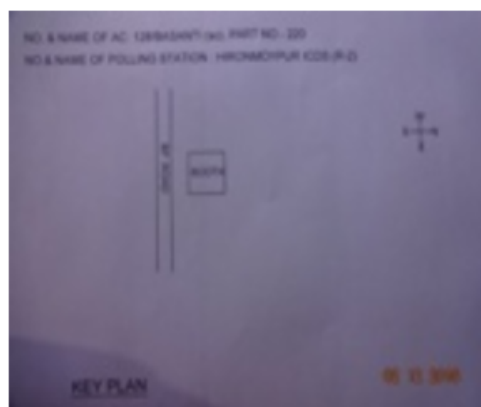 NO. & NAME OF AC: 128/BASANTI (SC), PART NO.- 220
NO.& NAME OF POLLING STATION : HIRONMOYPUR ICDS (R-2)
BOOTH
KEY PLAN